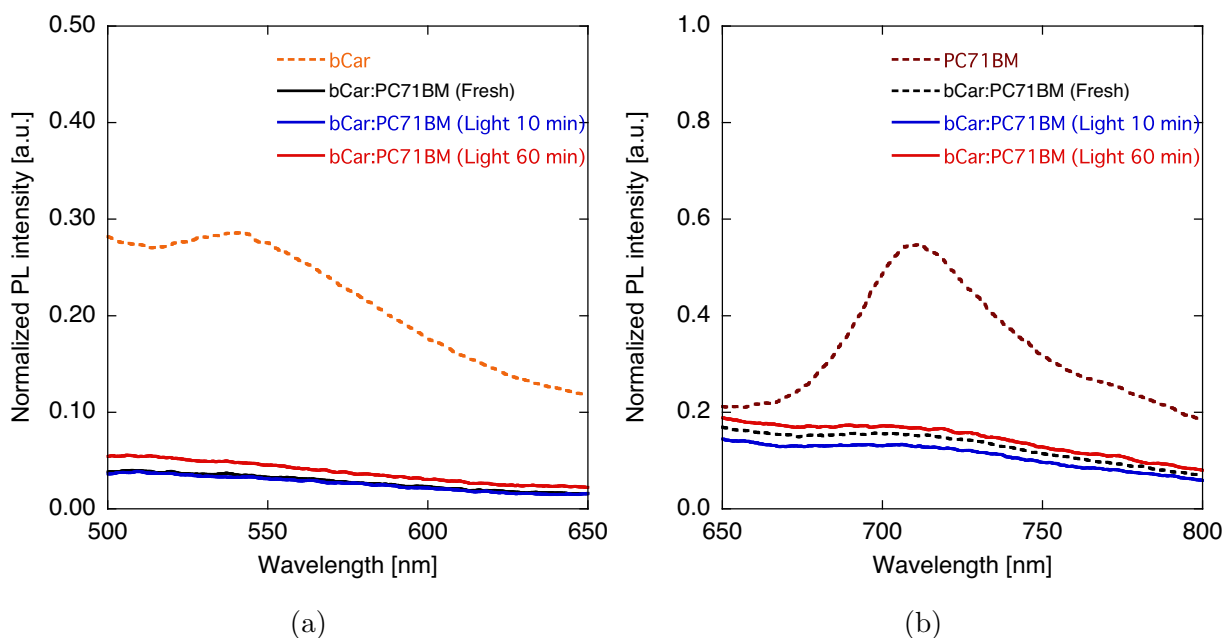 0.50
0.40
0.30
0.20
0.10
0.00
Normalized PL intensity [a.u.]
500
550
600
650
Wavelength [nm]
bCar
bCar:PC71BM (Fresh)
bCar:PC71BM (Light 10 min)
bCar:PC71BM (Light 60 min)
(a)
1.0
0.8
0.6
0.4
0.2
0.0
Normalized PL intensity [a.u.]
650
700
750
800
Wavelength [nm]
PC71BM
bCar:PC71BM (Fresh)
bCar:PC71BM (Light 10 min)
bCar:PC71BM (Light 60 min)
(b)